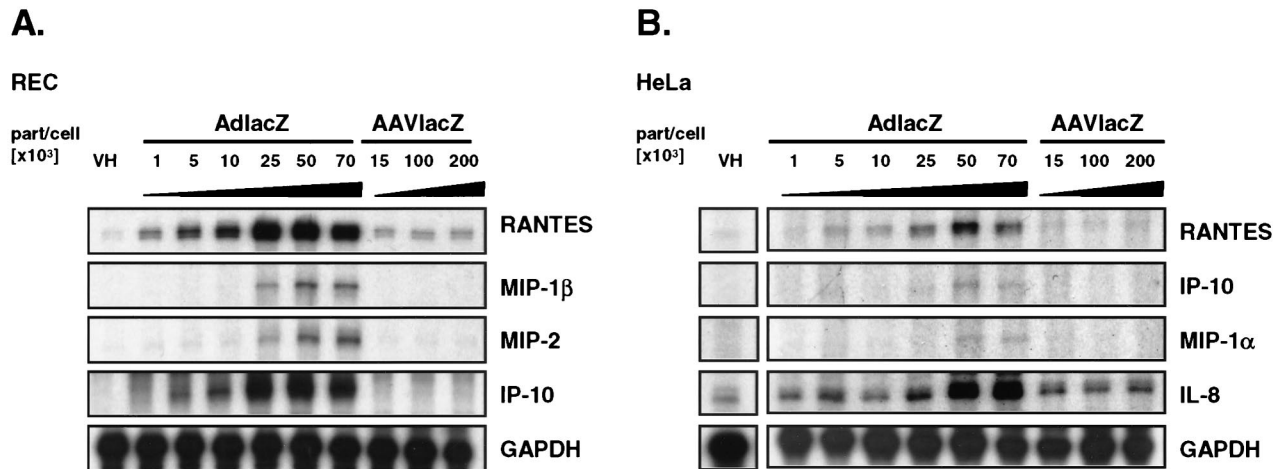 A.
REC
part/cell
[x10³]
VH
AdlacZ
AAVlacZ
1 5 10 25 50 70 15 100 200
RANTES
MIP-1β
MIP-2
IP-10
GAPDH
B.
HeLa
part/cell
[x10³]
VH
AdlacZ
AAVlacZ
1 5 10 25 50 70 15 100 200
RANTES
IP-10
MIP-1α
IL-8
GAPDH